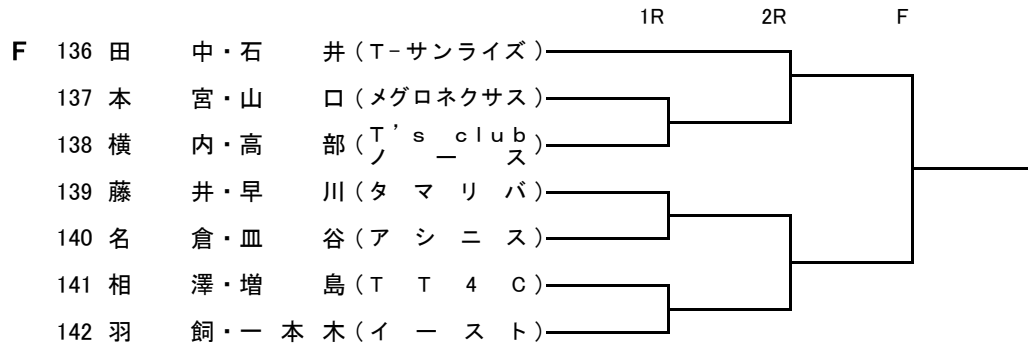 1R 2R F
F 136 田中・石井(T-サンライズ)
137 本宮・山口(メグロネクサス)
138 横内・高部(T's club ノース)
139 藤井・早川(タマリバ)
140 名倉・皿谷(アシニス)
141 相澤・増島(TT4C)
142 羽飼・一本木(イースト)